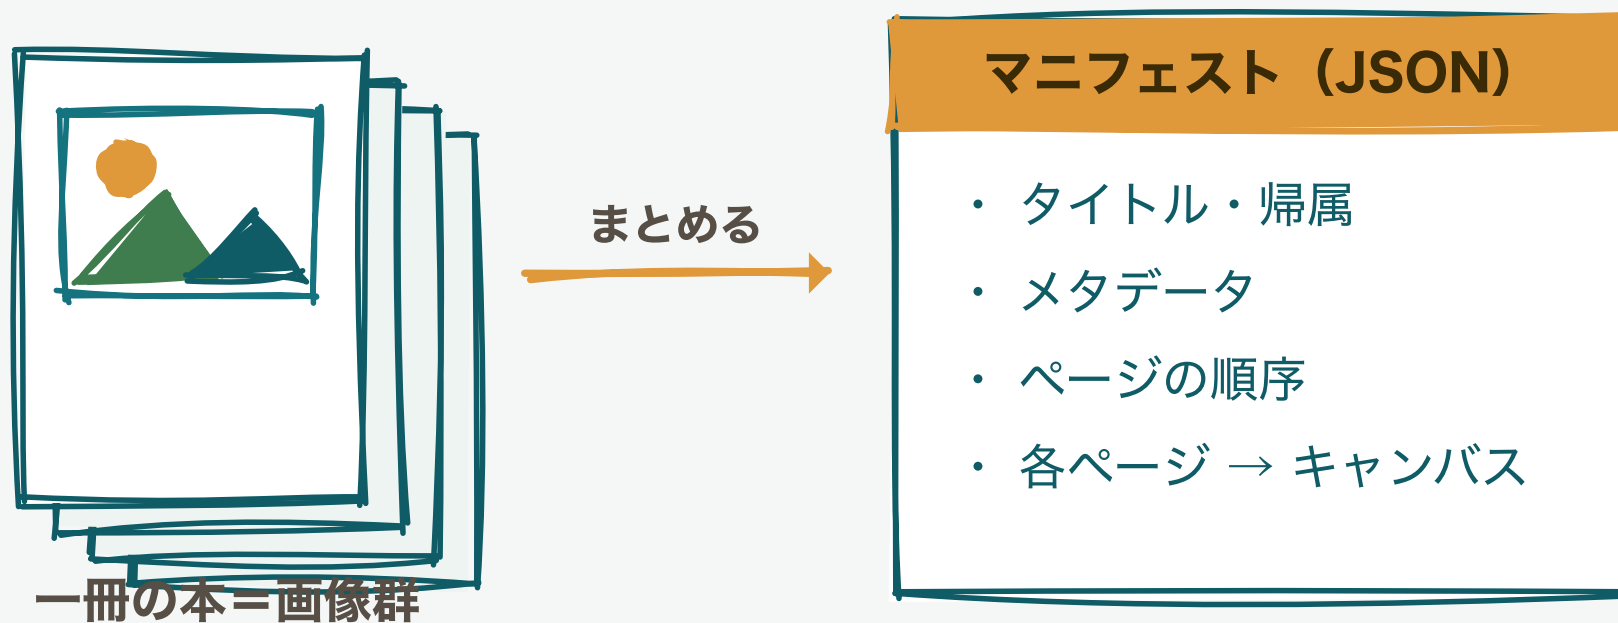 マニフェスト（JSON）
まとめる
・ タイトル・帰属
・ メタデータ
・ ページの順序
・ 各ページ → キャンバス
一冊の本＝画像群